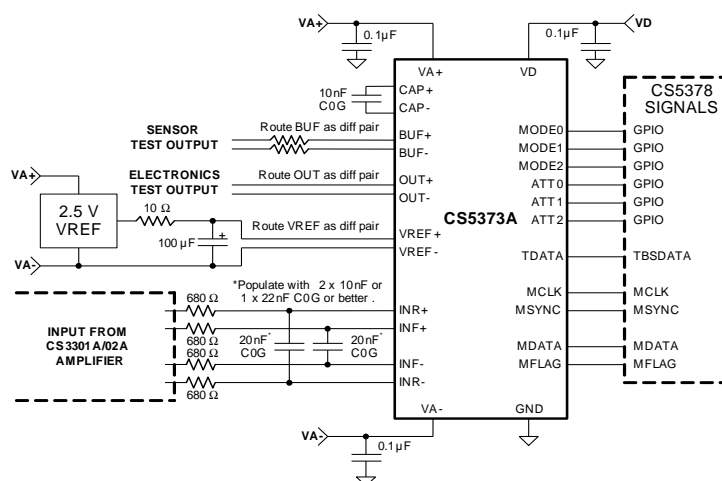 VA+
0.1µF
0.1µF
VD
VA+
VD
10nF
C0G
CAP+
CAP-
CS5378
SIGNALS
SENSOR
TEST OUTPUT
Route BUF as diff pair
BUF+
BUF-
MODE0
GPIO
MODE1
GPIO
MODE2
GPIO
ELECTRONICS
TEST OUTPUT
Route OUT as diff pair
OUT+
OUT-
ATT0
GPIO
ATT1
GPIO
ATT2
GPIO
CS5373A
VA+
2.5 V
VREF
10 Ω
100 µF
+
Route VREF as diff pair
VREF+
VREF-
VA-
TDATA
TBSDATA
*Populate with 2 x 10nF or
1 x 22nF C0G or better .
MCLK
MCLK
MSYNC
MSYNC
INPUT FROM
CS3301A/02A
AMPLIFIER
680 Ω
680 Ω
680 Ω
680 Ω
20nF*
C0G
20nF*
C0G
INR+
INF+
INF-
INR-
MDATA
MDATA
MFLAG
MFLAG
VA-
GND
VA-
0.1µF